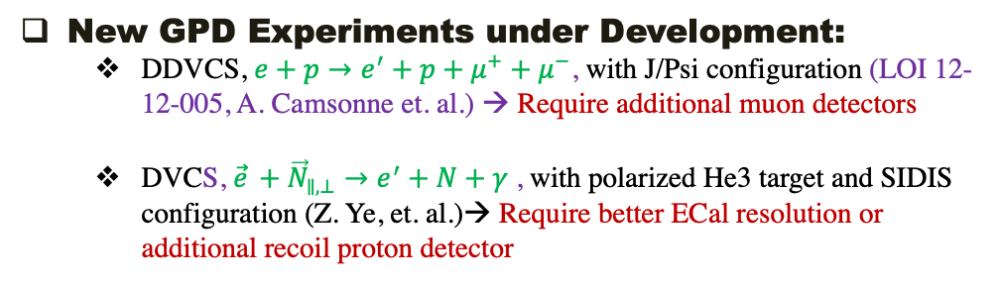 ❑ New GPD Experiments under Development:
❖ DDVCS, e + p → e′ + p + μ⁺ + μ⁻, with J/Psi configuration (LOI 12-
12-005, A. Camsonne et. al.) → Require additional muon detectors
❖ DVCS, e⃗ + N⃗∥,⊥ → e′ + N + γ , with polarized He3 target and SIDIS
configuration (Z. Ye, et. al.)→ Require better ECal resolution or
additional recoil proton detector